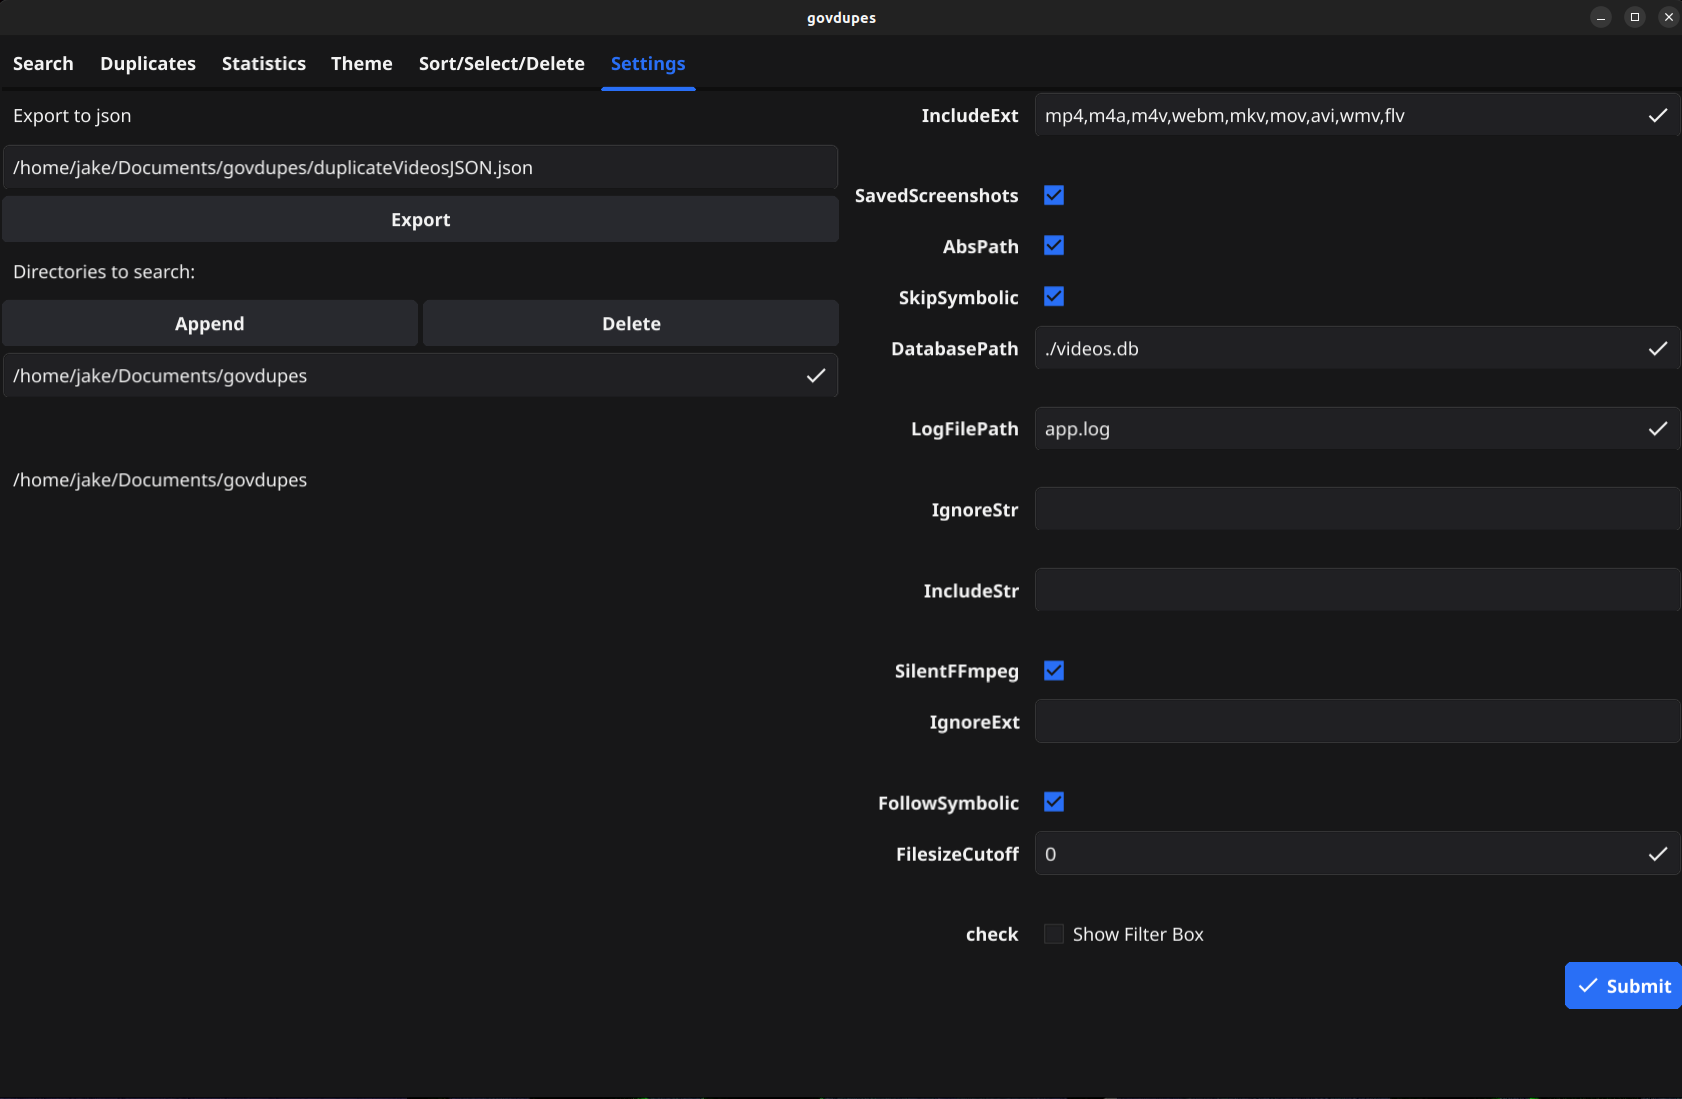 govdupes
Search Duplicates Statistics Theme Sort/Select/Delete Settings
Export to json
/home/jake/Documents/govdupes/duplicateVideosJSON.json
Export
Directories to search:
Append Delete
/home/jake/Documents/govdupes
/home/jake/Documents/govdupes
IncludeExt mp4,m4a,m4v,webm,mkv,mov,avi,wmv,flv
SavedScreenshots
AbsPath
SkipSymbolic
DatabasePath ./videos.db
LogFilePath app.log
IgnoreStr
IncludeStr
SilentFFmpeg
IgnoreExt
FollowSymbolic
FilesizeCutoff 0
check Show Filter Box
Submit